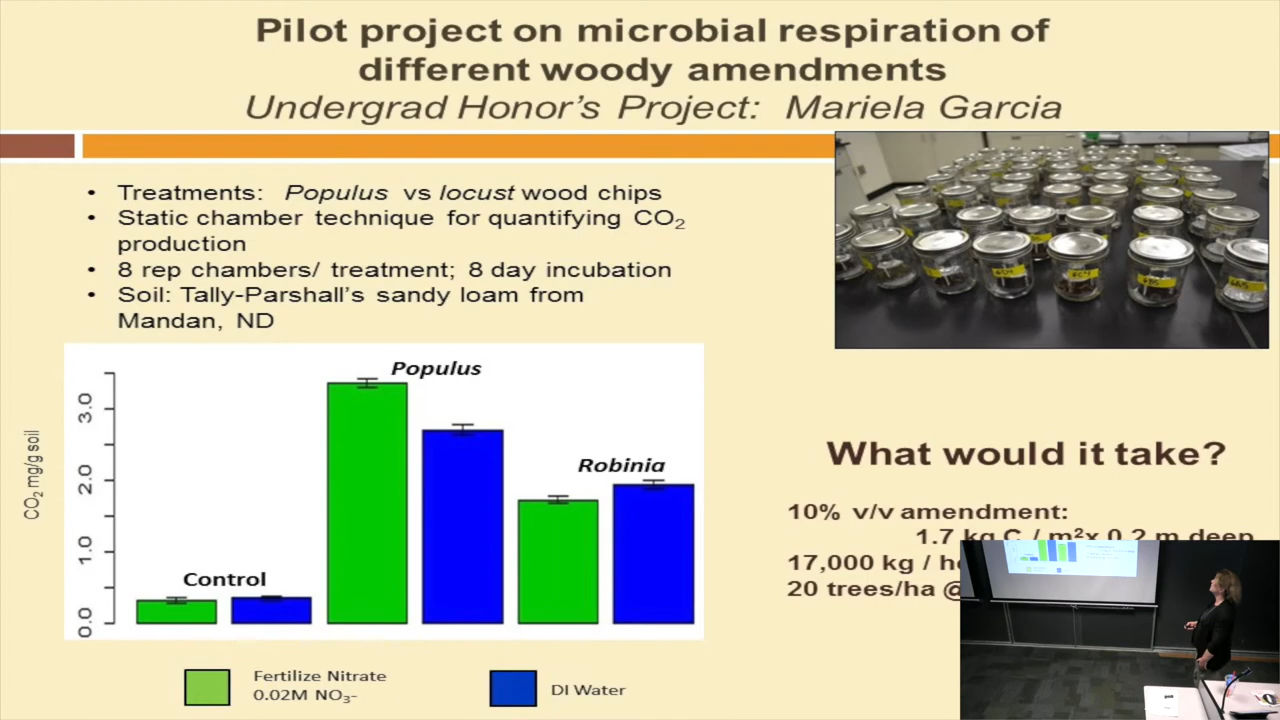 Pilot project on microbial respiration of
different woody amendments
Undergrad Honor's Project: Mariela Garcia
• Treatments: Populus vs locust wood chips
• Static chamber technique for quantifying CO₂
production
• 8 rep chambers/ treatment; 8 day incubation
• Soil: Tally-Parshall's sandy loam from
Mandan, ND
CO₂ mg/g soil
0.0 1.0 2.0 3.0
Control
Populus
Robinia
Fertilize Nitrate
0.02M NO₃-
DI Water
What would it take?
10% v/v amendment:
1.7 kg C / m²x 0.2 m deep
17,000 kg /
20 trees/ha @